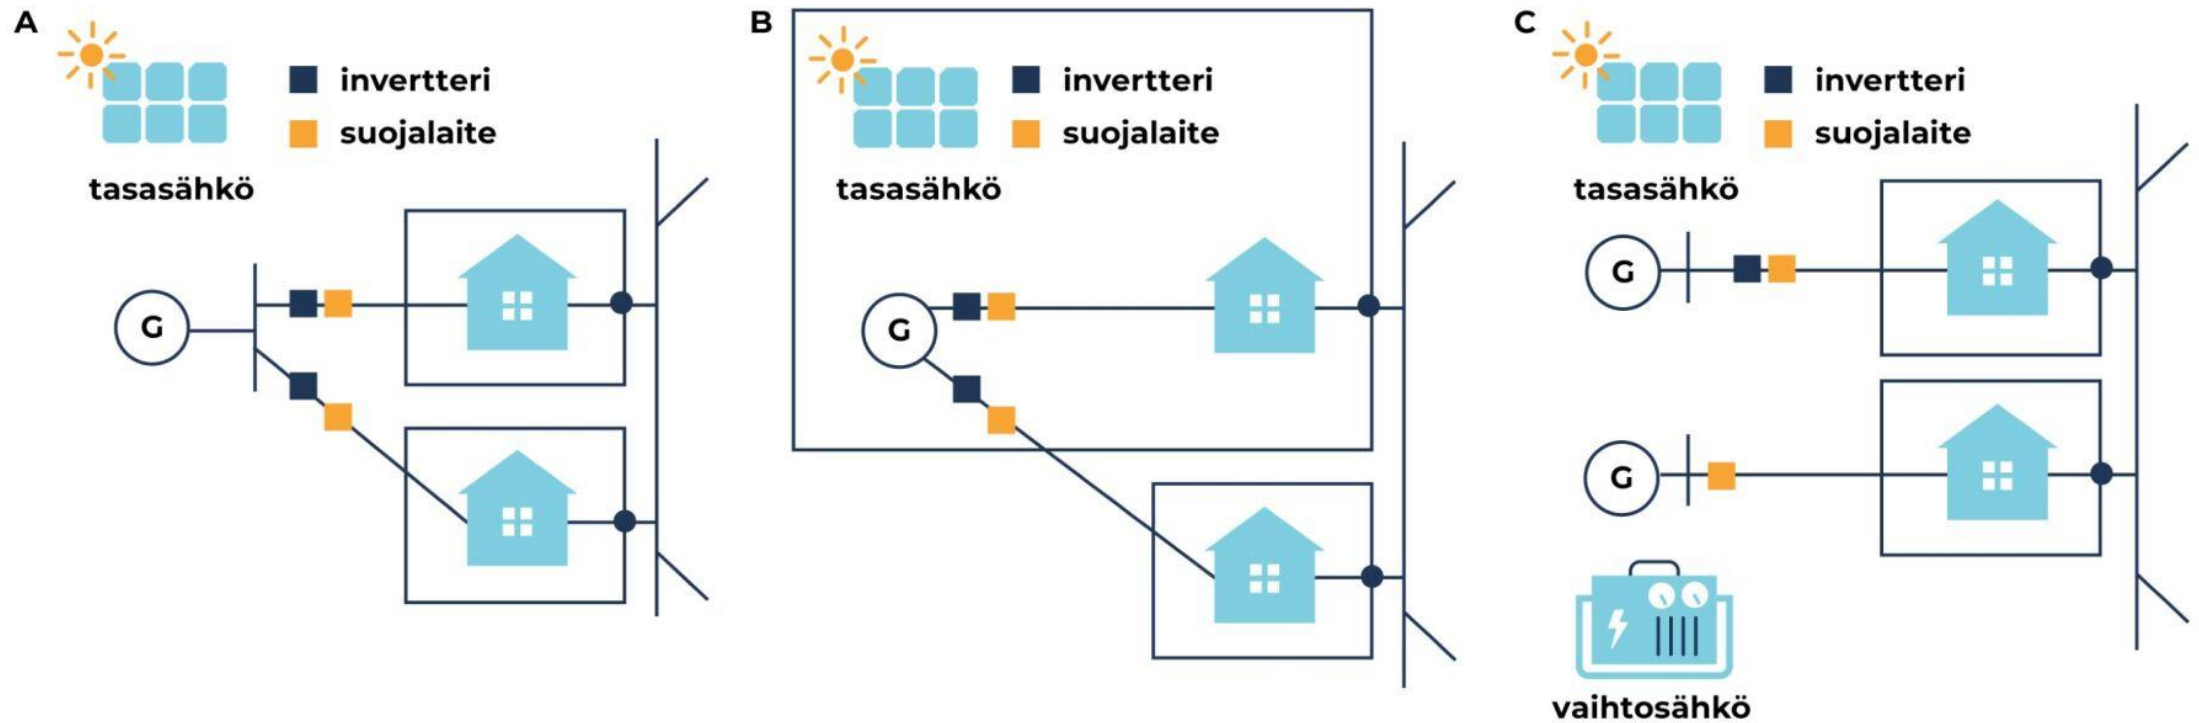 A
invertteri
suojalaite
tasasähkö
G
B
invertteri
suojalaite
tasasähkö
G
C
invertteri
suojalaite
tasasähkö
G
G
vaihtosähkö